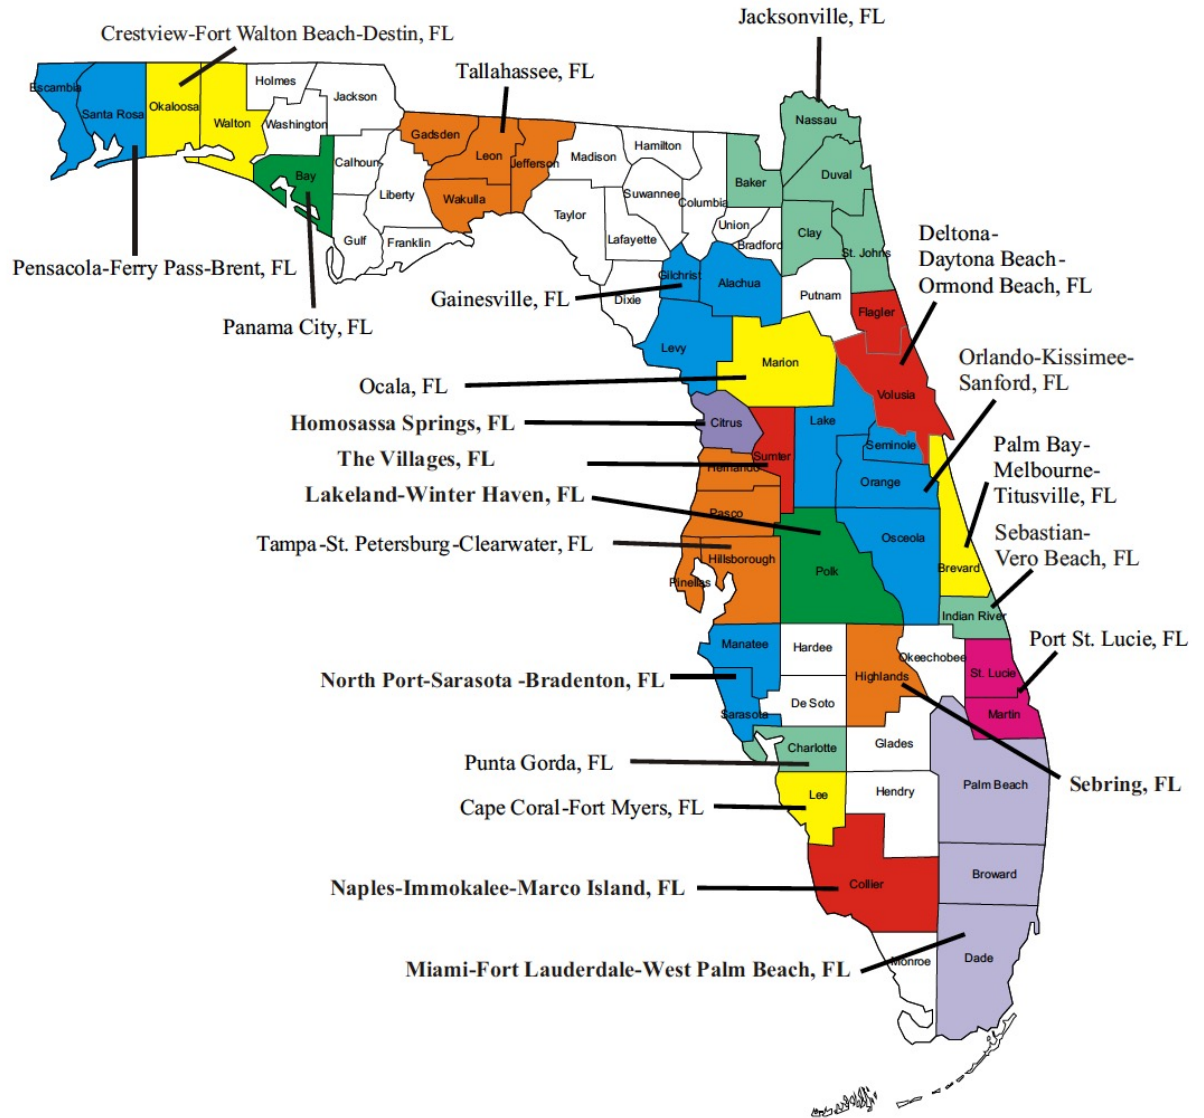 Jacksonville, FL
Crestview-Fort Walton Beach-Destin, FL
Tallahassee, FL
Escambia
Santa Rosa
Okaloosa
Walton
Holmes
Washington
Jackson
Bay
Calhoun
Gulf
Liberty
Franklin
Gadsden
Leon
Jefferson
Wakulla
Madison
Taylor
Hamilton
Suwannee
Lafayette
Columbia
Dixie
Union
Bradford
Baker
Nassau
Duval
Clay
St. Johns
Putnam
Gilchrist
Alachua
Levy
Marion
Flagler
Volusia
Pensacola-Ferry Pass-Brent, FL
Panama City, FL
Gainesville, FL
Deltona-
Daytona Beach-
Ormond Beach, FL
Ocala, FL
Orlando-Kissimee-
Sanford, FL
Homosassa Springs, FL
The Villages, FL
Lakeland-Winter Haven, FL
Tampa-St. Petersburg-Clearwater, FL
Citrus
Sumter
Lake
Seminole
Orange
Hernando
Pasco
Hillsborough
Pinellas
Polk
Osceola
Brevard
Palm Bay-
Melbourne-
Titusville, FL
Sebastian-
Vero Beach, FL
Indian River
Port St. Lucie, FL
Manatee
Hardee
Highlands
Okeechobee
St. Lucie
Martin
North Port-Sarasota -Bradenton, FL
Sarasota
De Soto
Charlotte
Glades
Punta Gorda, FL
Sebring, FL
Palm Beach
Lee
Hendry
Cape Coral-Fort Myers, FL
Naples-Immokalee-Marco Island, FL
Collier
Broward
Miami-Fort Lauderdale-West Palm Beach, FL
Monroe
Dade